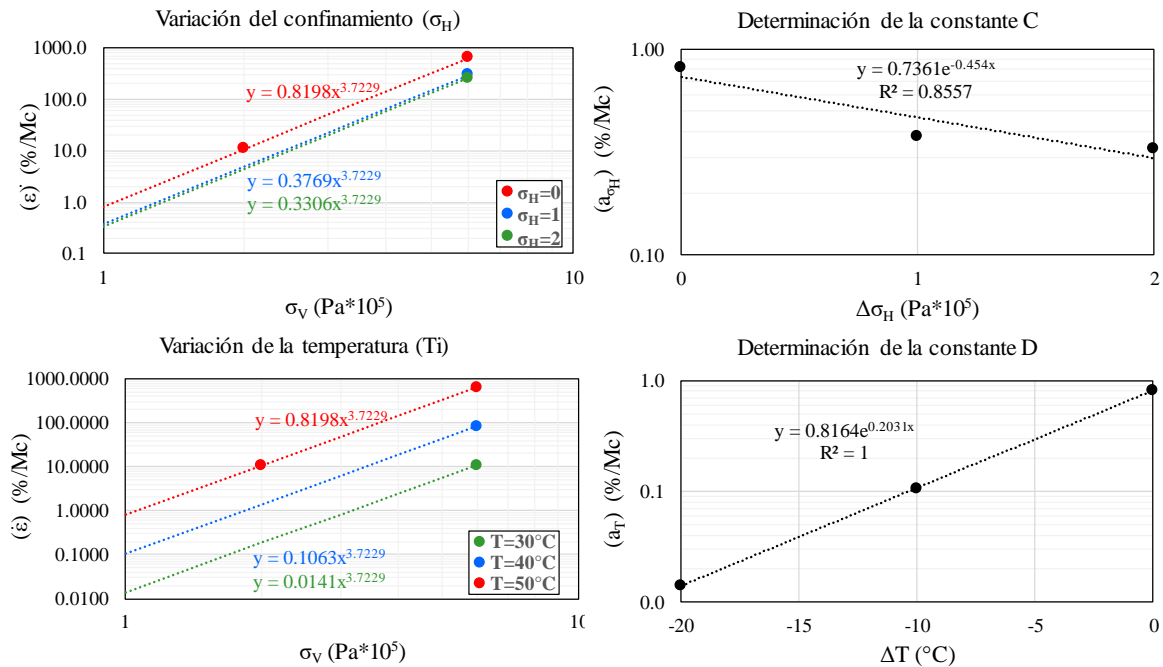 Variación del confinamiento (σH)
1000.0
100.0
10.0
1.0
0.1
(ε)˙ (%/Mc)
y = 0.8198x^3.7229
y = 0.3769x^3.7229
y = 0.3306x^3.7229
σH=0
σH=1
σH=2
1
10
σV (Pa*10^5)
Determinación de la constante C
1.00
0.10
(aσH) (%/Mc)
y = 0.7361e^-0.454x
R² = 0.8557
0
1
2
ΔσH (Pa*10^5)
Variación de la temperatura (Ti)
1000.0000
100.0000
10.0000
1.0000
0.1000
0.0100
(ε̇) (%/Mc)
y = 0.8198x^3.7229
y = 0.1063x^3.7229
y = 0.0141x^3.7229
T=30°C
T=40°C
T=50°C
1
10
σV (Pa*10^5)
Determinación de la constante D
1.0
0.1
0.0
(aT) (%/Mc)
y = 0.8164e^0.2031x
R² = 1
-20
-15
-10
-5
0
ΔT (°C)